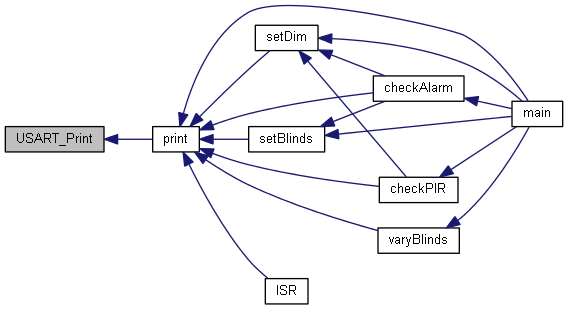 USART_Print
print
setDim
setBlinds
ISR
checkAlarm
checkPIR
varyBlinds
main